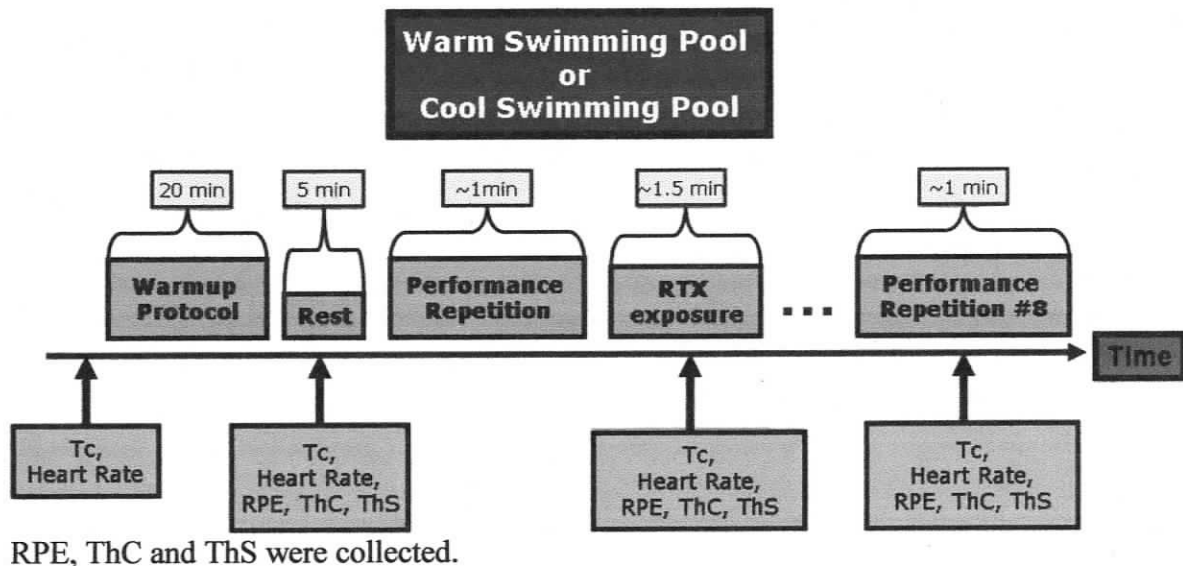 Warm Swimming Pool
or
Cool Swimming Pool
20 min
5 min
~1min
~1.5 min
~1 min
Warmup
Protocol
Rest
Performance
Repetition
RTX
exposure
...
Performance
Repetition #8
Time
Tc,
Heart Rate
Tc,
Heart Rate,
RPE, ThC, ThS
Tc,
Heart Rate,
RPE, ThC, ThS
Tc,
Heart Rate,
RPE, ThC, ThS
RPE, ThC and ThS were collected.